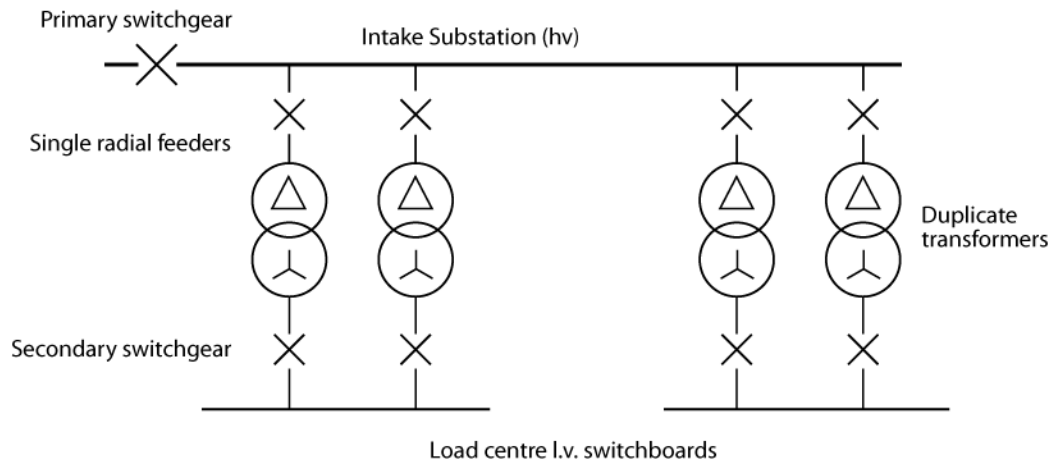 Primary switchgear
Intake Substation (hv)
Single radial feeders
Duplicate
transformers
Secondary switchgear
Load centre l.v. switchboards